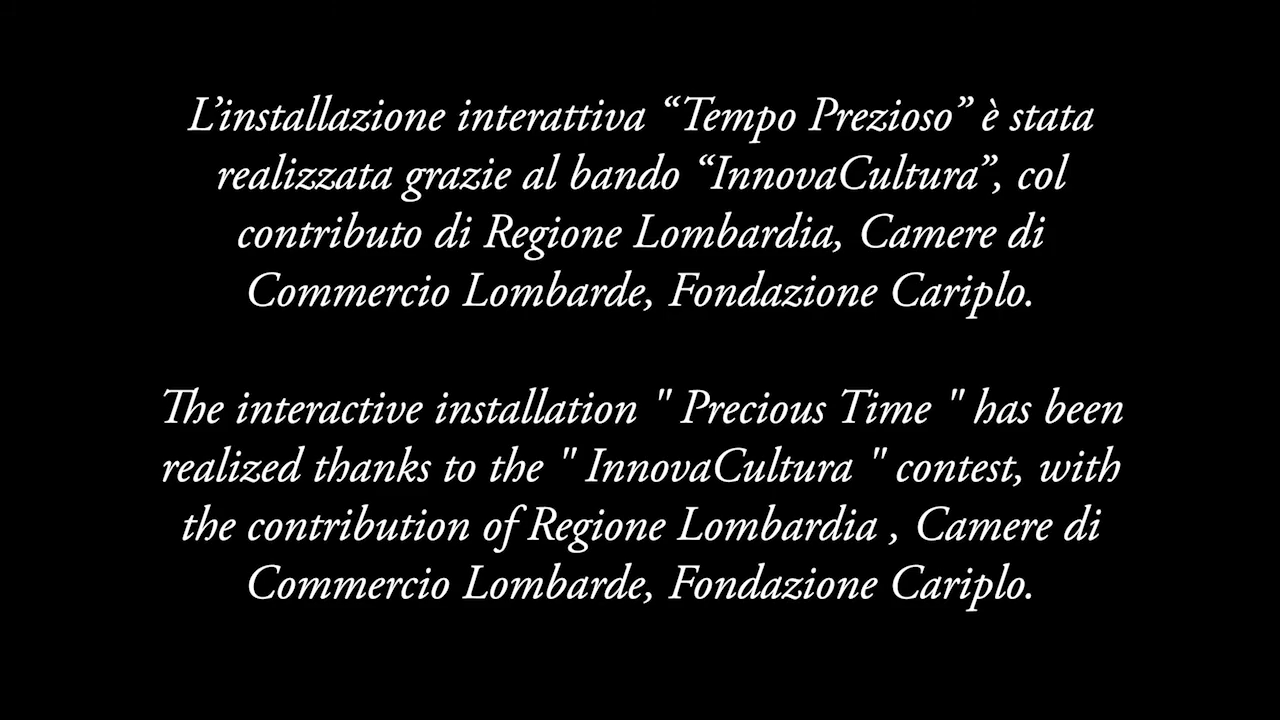 L’installazione interattiva “Tempo Prezioso” è stata
realizzata grazie al bando “InnovaCultura”, col
contributo di Regione Lombardia, Camere di
Commercio Lombarde, Fondazione Cariplo.
The interactive installation " Precious Time " has been
realized thanks to the " InnovaCultura " contest, with
the contribution of Regione Lombardia , Camere di
Commercio Lombarde, Fondazione Cariplo.